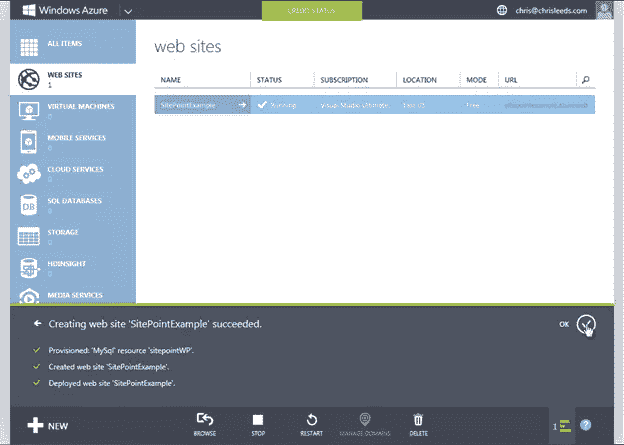 Windows Azure
CREDIT STATUS
chris@chrisleeds.com
ALL ITEMS
WEB SITES
1
VIRTUAL MACHINES
0
MOBILE SERVICES
0
CLOUD SERVICES
0
SQL DATABASES
0
DB
STORAGE
0
HDINSIGHT
0
MEDIA SERVICES
web sites
NAME STATUS SUBSCRIPTION LOCATION MODE URL
SitePointExample Running Visual Studio Ultimate East US Free
Creating web site 'SitePointExample' succeeded.
OK
Provisioned: 'MySql' resource 'sitepointWP'.
Created web site 'SitePointExample'.
Deployed web site 'SitePointExample'.
NEW
BROWSE STOP RESTART MANAGE DOMAINS DELETE
1
?